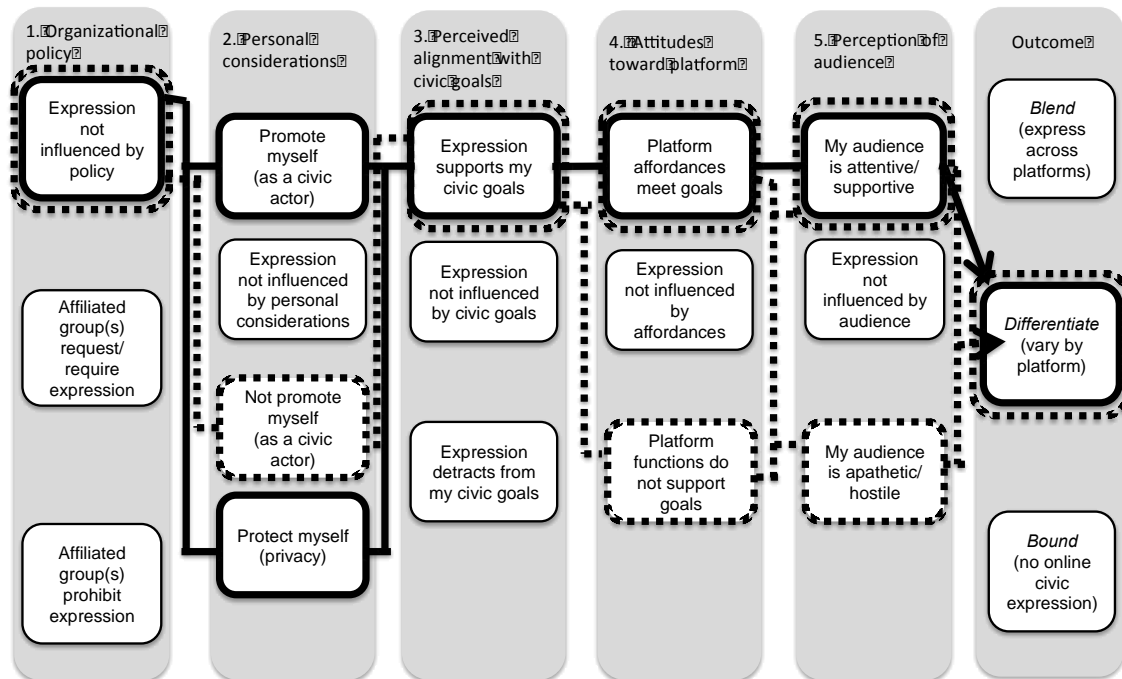 1. Organizational
policy
Expression
not
influenced by
policy
Affiliated
group(s)
request/
require
expression
Affiliated
group(s)
prohibit
expression
2. Personal
considerations
Promote
myself
(as a civic
actor)
Expression
not influenced
by personal
considerations
Not promote
myself
(as a civic
actor)
Protect myself
(privacy)
3. Perceived
alignment with
civic goals
Expression
supports my
civic goals
Expression
not influenced
by civic goals
Expression
detracts from
my civic goals
4. Attitudes
toward platform
Platform
affordances
meet goals
Expression
not influenced
by
affordances
Platform
functions do
not support
goals
5. Perception of
audience
My audience
is attentive/
supportive
Expression
not
influenced by
audience
My audience
is apathetic/
hostile
Outcome
Blend
(express
across
platforms)
Differentiate
(vary by
platform)
Bound
(no online
civic
expression)